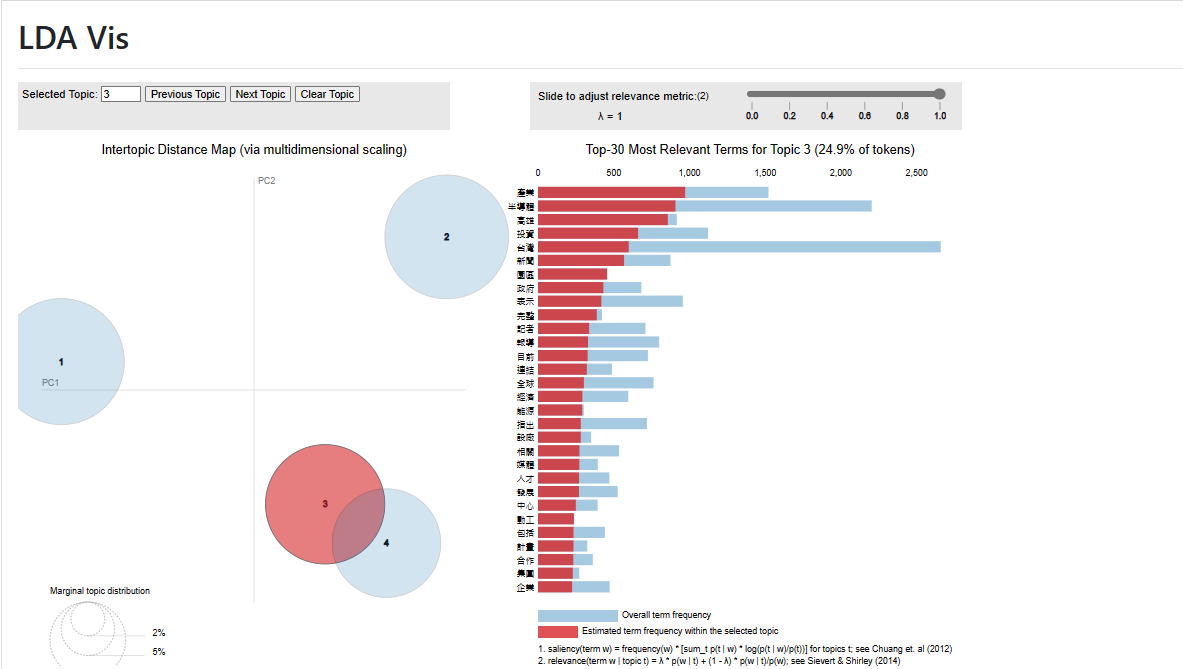 LDA Vis
Selected Topic: 3 Previous Topic Next Topic Clear Topic
Slide to adjust relevance metric:(2)
λ = 1
0.0 0.2 0.4 0.6 0.8 1.0
Intertopic Distance Map (via multidimensional scaling)
PC2
PC1
1
2
3
4
Marginal topic distribution
2%
5%
Top-30 Most Relevant Terms for Topic 3 (24.9% of tokens)
0 500 1,000 1,500 2,000 2,500
產業
半導體
高雄
投資
台灣
新聞
園區
政府
表示
完整
記者
報導
目前
連結
全球
經濟
能源
指出
設廠
相關
媒體
人才
發展
中心
動工
包括
計畫
合作
集團
企業
Overall term frequency
Estimated term frequency within the selected topic
1. saliency(term w) = frequency(w) * [sum_t p(t | w) * log(p(t | w)/p(t))] for topics t; see Chuang et. al (2012)
2. relevance(term w | topic t) = λ * p(w | t) + (1 - λ) * p(w | t)/p(w); see Sievert & Shirley (2014)